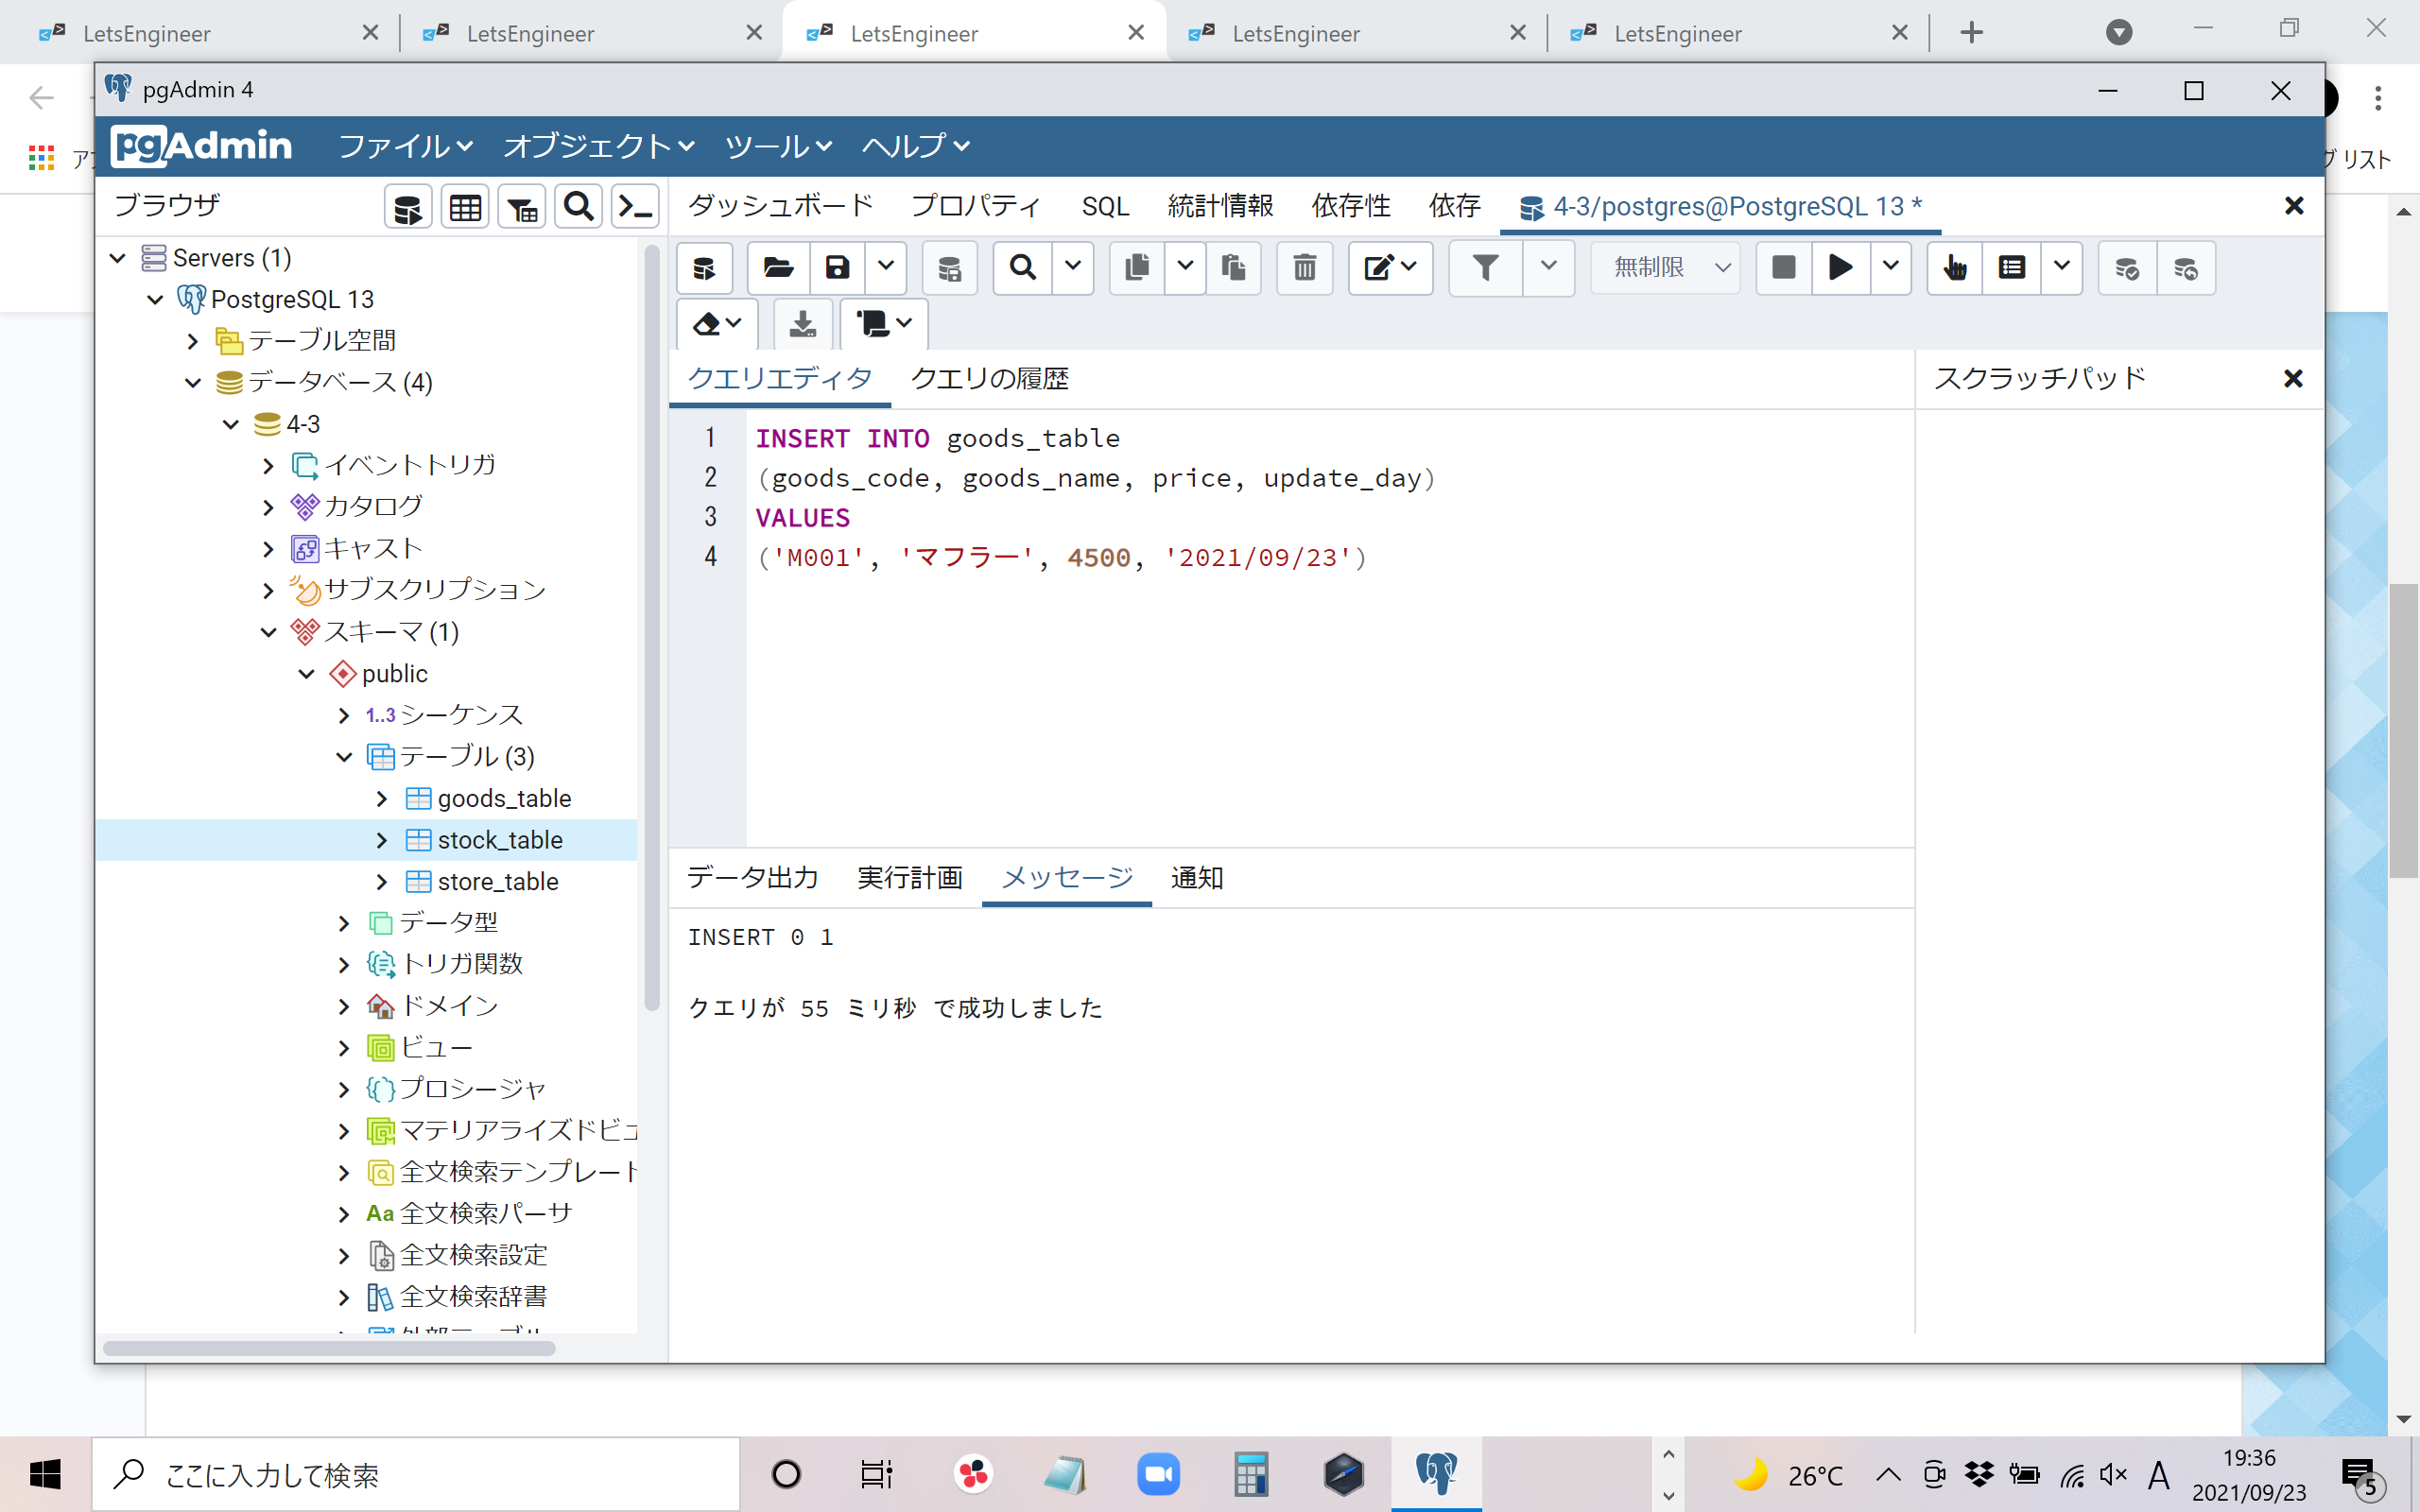 LetsEngineer
LetsEngineer
LetsEngineer
LetsEngineer
LetsEngineer
pgAdmin 4
pgAdmin
ファイル
オブジェクト
ツール
ヘルプ
リスト
ブラウザ
ダッシュボード
プロパティ
SQL
統計情報
依存性
依存
4-3/postgres@PostgreSQL 13 *
Servers (1)
PostgreSQL 13
テーブル空間
データベース (4)
4-3
イベントトリガ
カタログ
キャスト
サブスクリプション
スキーマ (1)
public
1..3 シーケンス
テーブル (3)
goods_table
stock_table
store_table
データ型
トリガ関数
ドメイン
ビュー
プロシージャ
マテリアライズドビュ
全文検索テンプレート
Aa 全文検索パーサ
全文検索設定
全文検索辞書
無制限
クエリエディタ
クエリの履歴
スクラッチパッド
1 INSERT INTO goods_table
2 (goods_code, goods_name, price, update_day)
3 VALUES
4 ('M001', 'マフラー', 4500, '2021/09/23')
データ出力
実行計画
メッセージ
通知
INSERT 0 1
クエリが 55 ミリ秒 で成功しました
ここに入力して検索
26°C
A
19:36
2021/09/23
5